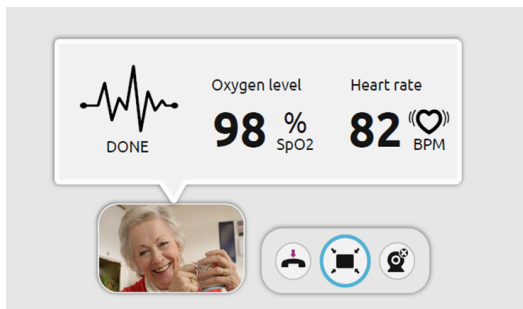 Oxygen level
Heart rate
98 % SpO2
82 BPM
DONE